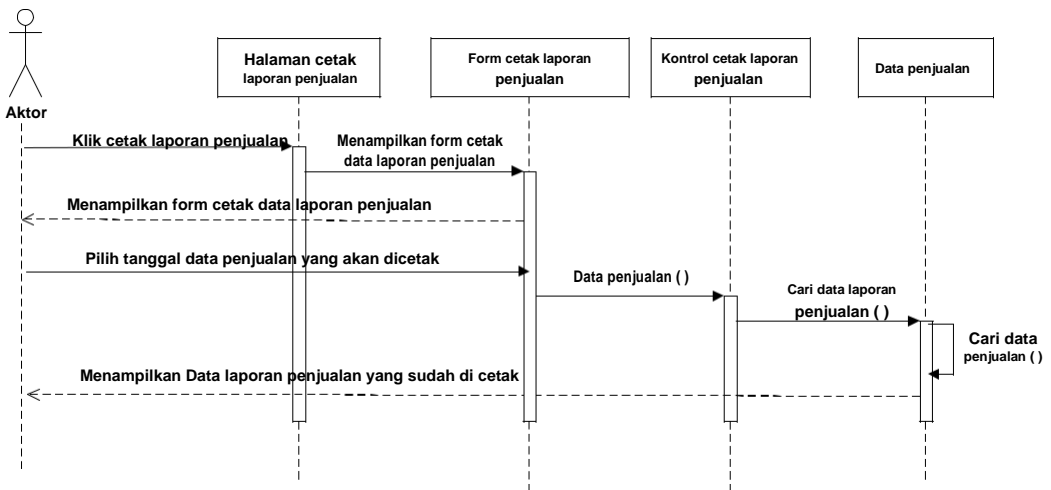 Halaman cetak
laporan penjualan
Form cetak laporan
penjualan
Kontrol cetak laporan
penjualan
Data penjualan
Aktor
Klik cetak laporan penjualan
Menampilkan form cetak
data laporan penjualan
Menampilkan form cetak data laporan penjualan
Pilih tanggal data penjualan yang akan dicetak
Data penjualan ( )
Cari data laporan
penjualan ( )
Cari data
penjualan ( )
Menampilkan Data laporan penjualan yang sudah di cetak